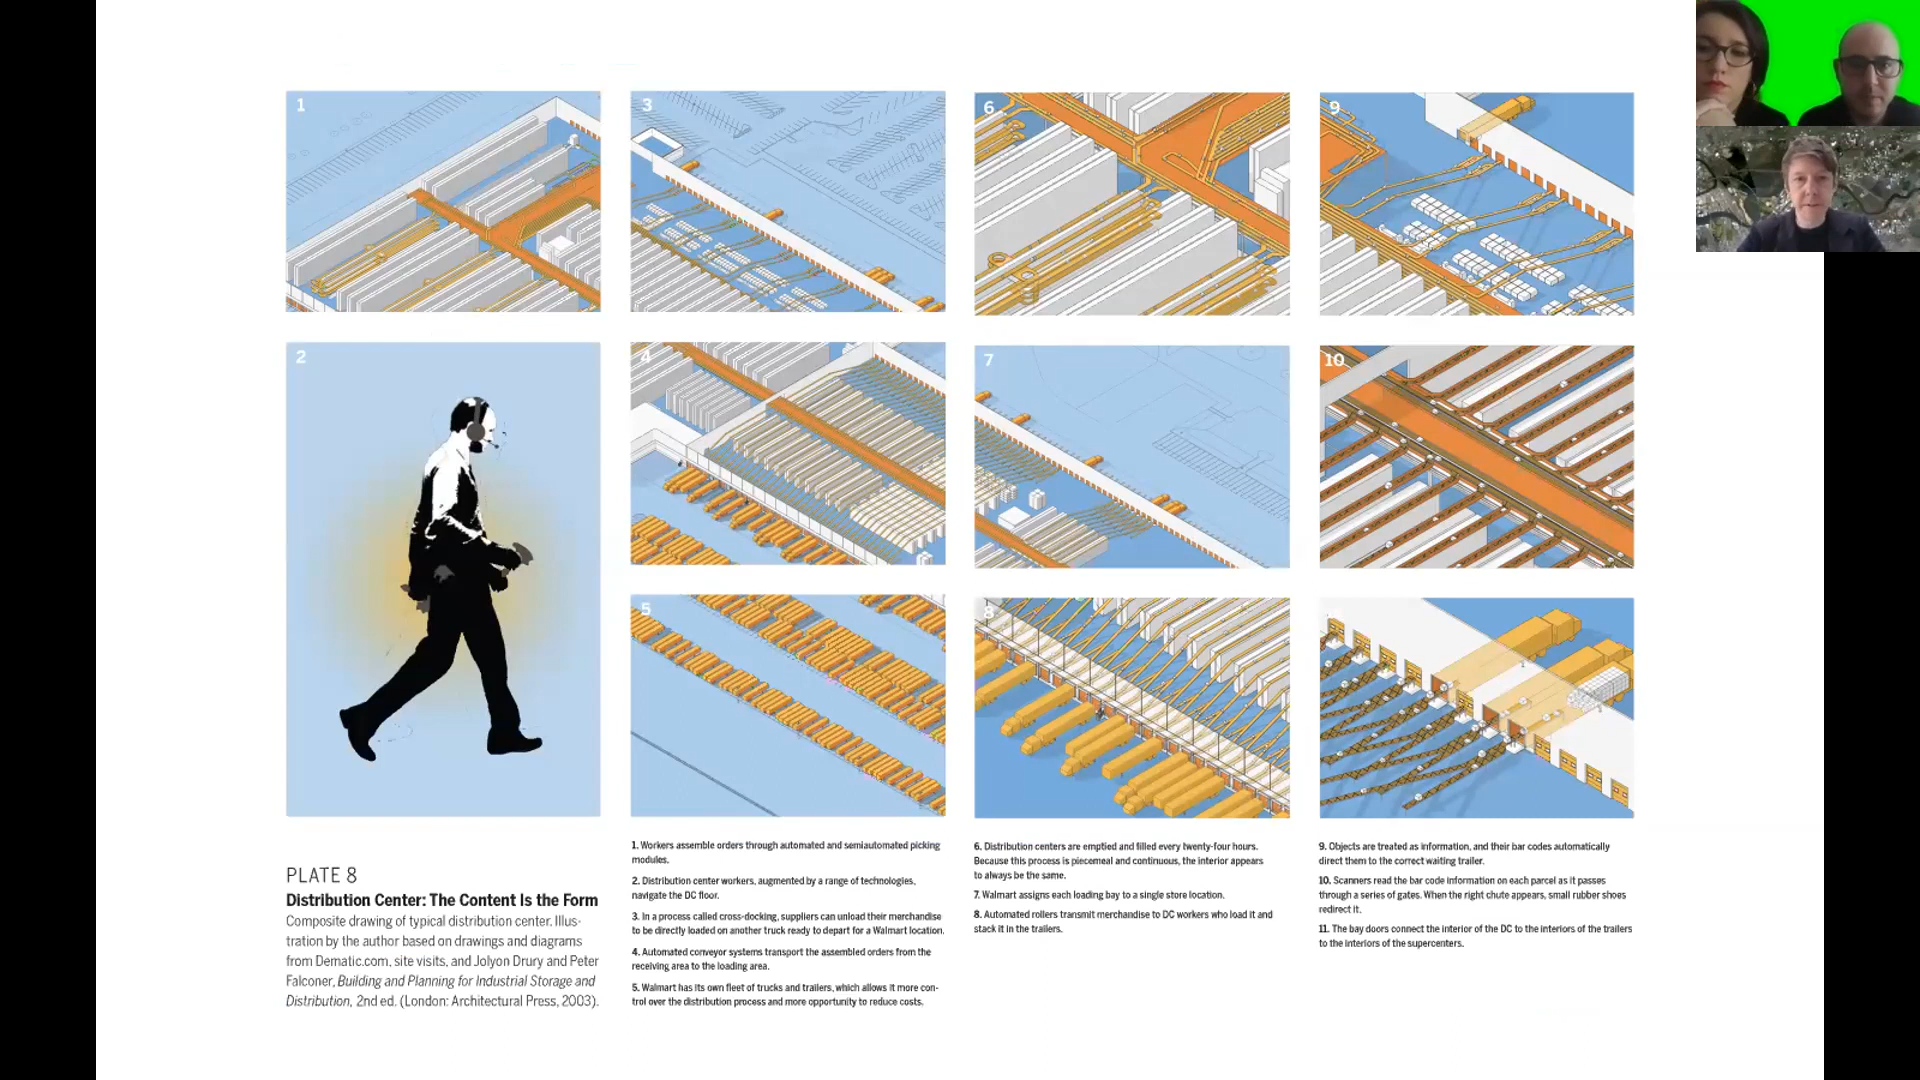 1
3
6
9
2
4
7
10
5
8
PLATE 8
Distribution Center: The Content Is the Form
Composite drawing of typical distribution center. Illus-
tration by the author based on drawings and diagrams
from Dematic.com, site visits, and Jolyon Drury and Peter
Falconer, Building and Planning for Industrial Storage and
Distribution, 2nd ed. (London: Architectural Press, 2003).
1. Workers assemble orders through automated and semiautomated picking
modules.
2. Distribution center workers, augmented by a range of technologies,
navigate the DC floor.
3. In a process called cross-docking, suppliers can unload their merchandise
to be directly loaded on another truck ready to depart for a Walmart location.
4. Automated conveyor systems transport the assembled orders from the
receiving area to the loading area.
5. Walmart has its own fleet of trucks and trailers, which allows it more con-
trol over the distribution process and more opportunity to reduce costs.
6. Distribution centers are emptied and filled every twenty-four hours.
Because this process is piecemeal and continuous, the interior appears
to always be the same.
7. Walmart assigns each loading bay to a single store location.
8. Automated rollers transmit merchandise to DC workers who load it and
stack it in the trailers.
9. Objects are treated as information, and their bar codes automatically
direct them to the correct waiting trailer.
10. Scanners read the bar code information on each parcel as it passes
through a series of gates. When the right chute appears, small rubber shoes
redirect it.
11. The bay doors connect the interior of the DC to the interiors of the trailers
to the interiors of the supercenters.